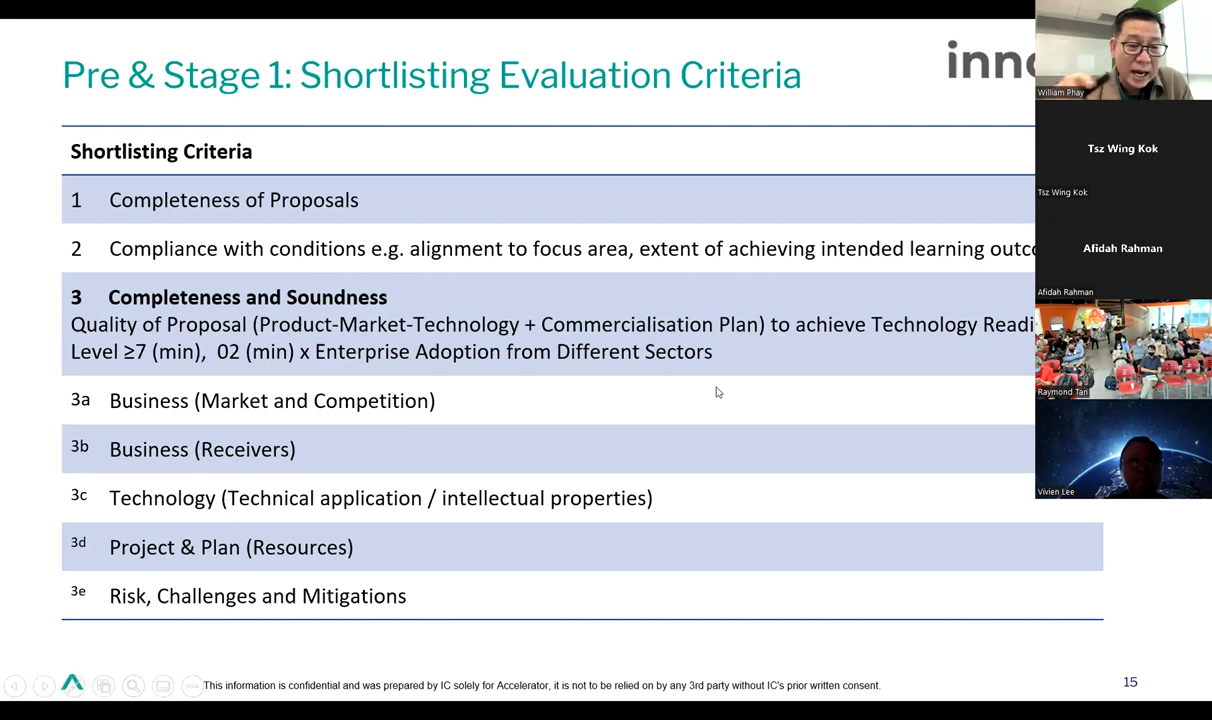 Pre & Stage 1: Shortlisting Evaluation Criteria
Shortlisting Criteria
1 Completeness of Proposals
2 Compliance with conditions e.g. alignment to focus area, extent of achieving intended learning
3 Completeness and Soundness
Quality of Proposal (Product-Market-Technology + Commercialisation Plan) to achieve Technology
Level ≥7 (min), 02 (min) x Enterprise Adoption from Different Sectors
3a Business (Market and Competition)
3b Business (Receivers)
3c Technology (Technical application / intellectual properties)
3d Project & Plan (Resources)
3e Risk, Challenges and Mitigations
This information is confidential and was prepared by IC solely for Accelerator, it is not to be relied on by any 3rd party without IC's prior written consent.
15
William Phay
Tsz Wing Kok
Tsz Wing Kok
Afidah Rahman
Afidah Rahman
Raymond Tan
Vivien Lee